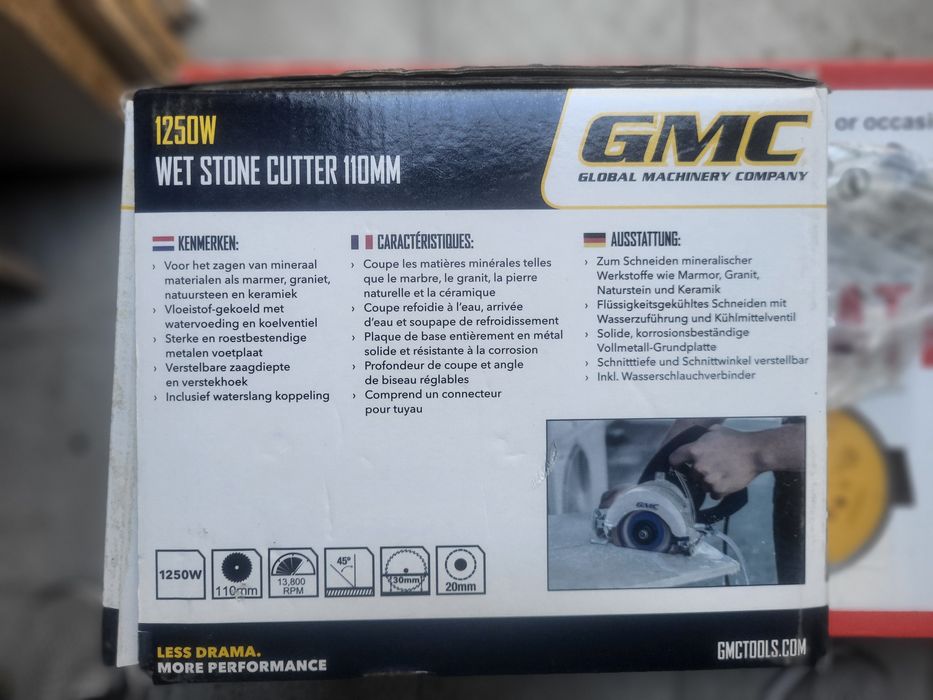 1250W
WET STONE CUTTER 110MM
GMC
GLOBAL MACHINERY COMPANY
or occasi
KENMERKEN:
› Voor het zagen van mineraal
materialen als marmer, graniet,
natuursteen en keramiek
› Vloeistof-gekoeld met
watervoeding en koelventiel
› Sterke en roestbestendige
metalen voetplaat
› Verstelbare zaagdiepte
en verstekhoek
› Inclusief waterslang koppeling
CARACTÉRISTIQUES:
› Coupe les matières minérales telles
que le marbre, le granit, la pierre
naturelle et la céramique
› Coupe refoidie à l'eau, arrivée
d'eau et soupape de refroidissement
› Plaque de base entièrement en métal
solide et résistante à la corrosion
› Profondeur de coupe et angle
de biseau réglables
› Comprend un connecteur
pour tuyau
AUSSTATTUNG:
› Zum Schneiden mineralischer
Werkstoffe wie Marmor, Granit,
Naturstein und Keramik
› Flüssigkeitsgekühltes Schneiden mit
Wasserzuführung und Kühlmittelventil
› Solide, korrosionsbeständige
Vollmetall-Grundplatte
› Schnitttiefe und Schnittwinkel verstellbar
› Inkl. Wasserschlauchverbinder
GMC
1250W
110mm
13,800
RPM
45°
30mm
20mm
LESS DRAMA.
MORE PERFORMANCE
GMCTOOLS.COM